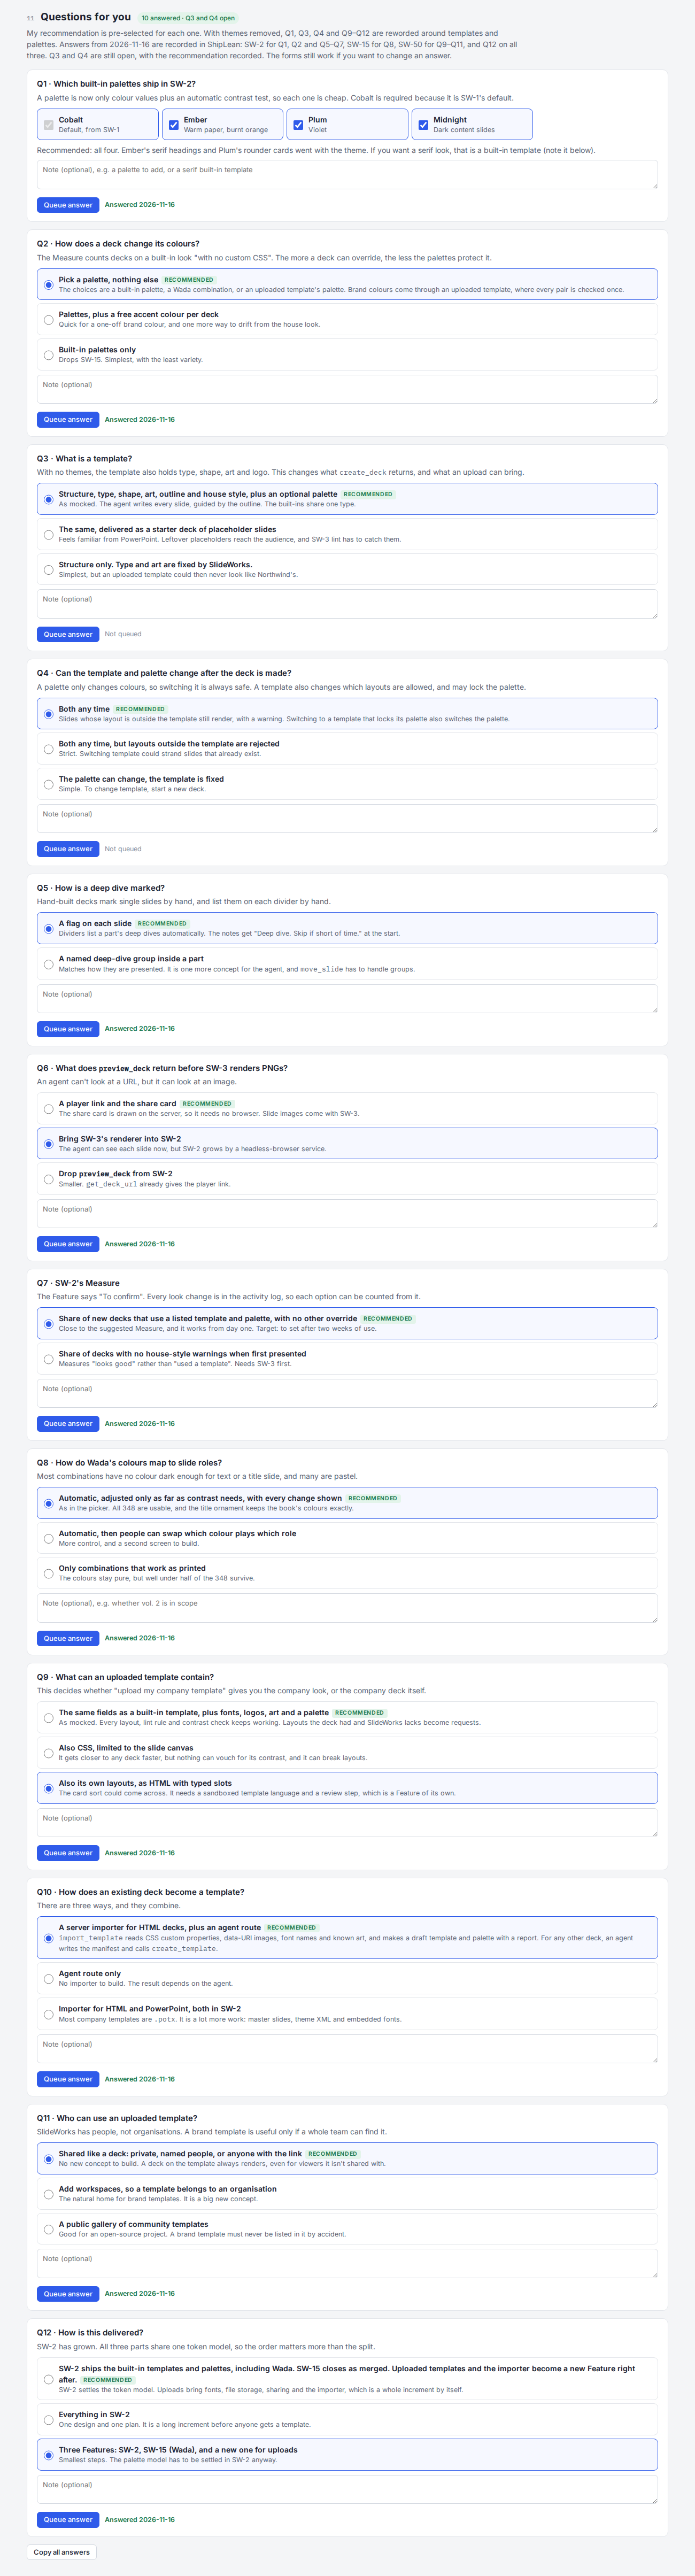 11 Questions for you 10 answered · Q3 and Q4 open
My recommendation is pre-selected for each one. With themes removed, Q1, Q3, Q4 and Q9–Q12 are reworded around templates and
palettes. Answers from 2026-11-16 are recorded in ShipLean: SW-2 for Q1, Q2 and Q5–Q7, SW-15 for Q8, SW-50 for Q9–Q11, and Q12 on all
three. Q3 and Q4 are still open, with the recommendation recorded. The forms still work if you want to change an answer.
Q1 · Which built-in palettes ship in SW-2?
A palette is now only colour values plus an automatic contrast test, so each one is cheap. Cobalt is required because it is SW-1's default.
Cobalt
Default, from SW-1
Ember
Warm paper, burnt orange
Plum
Violet
Midnight
Dark content slides
Recommended: all four. Ember's serif headings and Plum's rounder cards went with the theme. If you want a serif look, that is a built-in template (note it below).
Note (optional), e.g. a palette to add, or a serif built-in template
Queue answer Answered 2026-11-16
Q2 · How does a deck change its colours?
The Measure counts decks on a built-in look "with no custom CSS". The more a deck can override, the less the palettes protect it.
Pick a palette, nothing else RECOMMENDED
The choices are a built-in palette, a Wada combination, or an uploaded template's palette. Brand colours come through an uploaded template, where every pair is checked once.
Palettes, plus a free accent colour per deck
Quick for a one-off brand colour, and one more way to drift from the house look.
Built-in palettes only
Drops SW-15. Simplest, with the least variety.
Note (optional)
Queue answer Answered 2026-11-16
Q3 · What is a template?
With no themes, the template also holds type, shape, art and logo. This changes what create_deck returns, and what an upload can bring.
Structure, type, shape, art, outline and house style, plus an optional palette RECOMMENDED
As mocked. The agent writes every slide, guided by the outline. The built-ins share one type.
The same, delivered as a starter deck of placeholder slides
Feels familiar from PowerPoint. Leftover placeholders reach the audience, and SW-3 lint has to catch them.
Structure only. Type and art are fixed by SlideWorks.
Simplest, but an uploaded template could then never look like Northwind's.
Note (optional)
Queue answer Not queued
Q4 · Can the template and palette change after the deck is made?
A palette only changes colours, so switching it is always safe. A template also changes which layouts are allowed, and may lock the palette.
Both any time RECOMMENDED
Slides whose layout is outside the template still render, with a warning. Switching to a template that locks its palette also switches the palette.
Both any time, but layouts outside the template are rejected
Strict. Switching template could strand slides that already exist.
The palette can change, the template is fixed
Simple. To change template, start a new deck.
Note (optional)
Queue answer Not queued
Q5 · How is a deep dive marked?
Hand-built decks mark single slides by hand, and list them on each divider by hand.
A flag on each slide RECOMMENDED
Dividers list a part's deep dives automatically. The notes get "Deep dive. Skip if short of time." at the start.
A named deep-dive group inside a part
Matches how they are presented. It is one more concept for the agent, and move_slide has to handle groups.
Note (optional)
Queue answer Answered 2026-11-16
Q6 · What does preview_deck return before SW-3 renders PNGs?
An agent can't look at a URL, but it can look at an image.
A player link and the share card RECOMMENDED
The share card is drawn on the server, so it needs no browser. Slide images come with SW-3.
Bring SW-3's renderer into SW-2
The agent can see each slide now, but SW-2 grows by a headless-browser service.
Drop preview_deck from SW-2
Smaller. get_deck_url already gives the player link.
Note (optional)
Queue answer Answered 2026-11-16
Q7 · SW-2's Measure
The Feature says "To confirm". Every look change is in the activity log, so each option can be counted from it.
Share of new decks that use a listed template and palette, with no other override RECOMMENDED
Close to the suggested Measure, and it works from day one. Target: to set after two weeks of use.
Share of decks with no house-style warnings when first presented
Measures "looks good" rather than "used a template". Needs SW-3 first.
Note (optional)
Queue answer Answered 2026-11-16
Q8 · How do Wada's colours map to slide roles?
Most combinations have no colour dark enough for text or a title slide, and many are pastel.
Automatic, adjusted only as far as contrast needs, with every change shown RECOMMENDED
As in the picker. All 348 are usable, and the title ornament keeps the book's colours exactly.
Automatic, then people can swap which colour plays which role
More control, and a second screen to build.
Only combinations that work as printed
The colours stay pure, but well under half of the 348 survive.
Note (optional), e.g. whether vol. 2 is in scope
Queue answer Answered 2026-11-16
Q9 · What can an uploaded template contain?
This decides whether "upload my company template" gives you the company look, or the company deck itself.
The same fields as a built-in template, plus fonts, logos, art and a palette RECOMMENDED
As mocked. Every layout, lint rule and contrast check keeps working. Layouts the deck had and SlideWorks lacks become requests.
Also CSS, limited to the slide canvas
It gets closer to any deck faster, but nothing can vouch for its contrast, and it can break layouts.
Also its own layouts, as HTML with typed slots
The card sort could come across. It needs a sandboxed template language and a review step, which is a Feature of its own.
Note (optional)
Queue answer Answered 2026-11-16
Q10 · How does an existing deck become a template?
There are three ways, and they combine.
A server importer for HTML decks, plus an agent route RECOMMENDED
import_template reads CSS custom properties, data-URI images, font names and known art, and makes a draft template and palette with a report. For any other deck, an agent
writes the manifest and calls create_template.
Agent route only
No importer to build. The result depends on the agent.
Importer for HTML and PowerPoint, both in SW-2
Most company templates are .potx. It is a lot more work: master slides, theme XML and embedded fonts.
Note (optional)
Queue answer Answered 2026-11-16
Q11 · Who can use an uploaded template?
SlideWorks has people, not organisations. A brand template is useful only if a whole team can find it.
Shared like a deck: private, named people, or anyone with the link RECOMMENDED
No new concept to build. A deck on the template always renders, even for viewers it isn't shared with.
Add workspaces, so a template belongs to an organisation
The natural home for brand templates. It is a big new concept.
A public gallery of community templates
Good for an open-source project. A brand template must never be listed in it by accident.
Note (optional)
Queue answer Answered 2026-11-16
Q12 · How is this delivered?
SW-2 has grown. All three parts share one token model, so the order matters more than the split.
SW-2 ships the built-in templates and palettes, including Wada. SW-15 closes as merged. Uploaded templates and the importer become a new Feature right
after. RECOMMENDED
SW-2 settles the token model. Uploads bring fonts, file storage, sharing and the importer, which is a whole increment by itself.
Everything in SW-2
One design and one plan. It is a long increment before anyone gets a template.
Three Features: SW-2, SW-15 (Wada), and a new one for uploads
Smallest steps. The palette model has to be settled in SW-2 anyway.
Note (optional)
Queue answer Answered 2026-11-16
Copy all answers